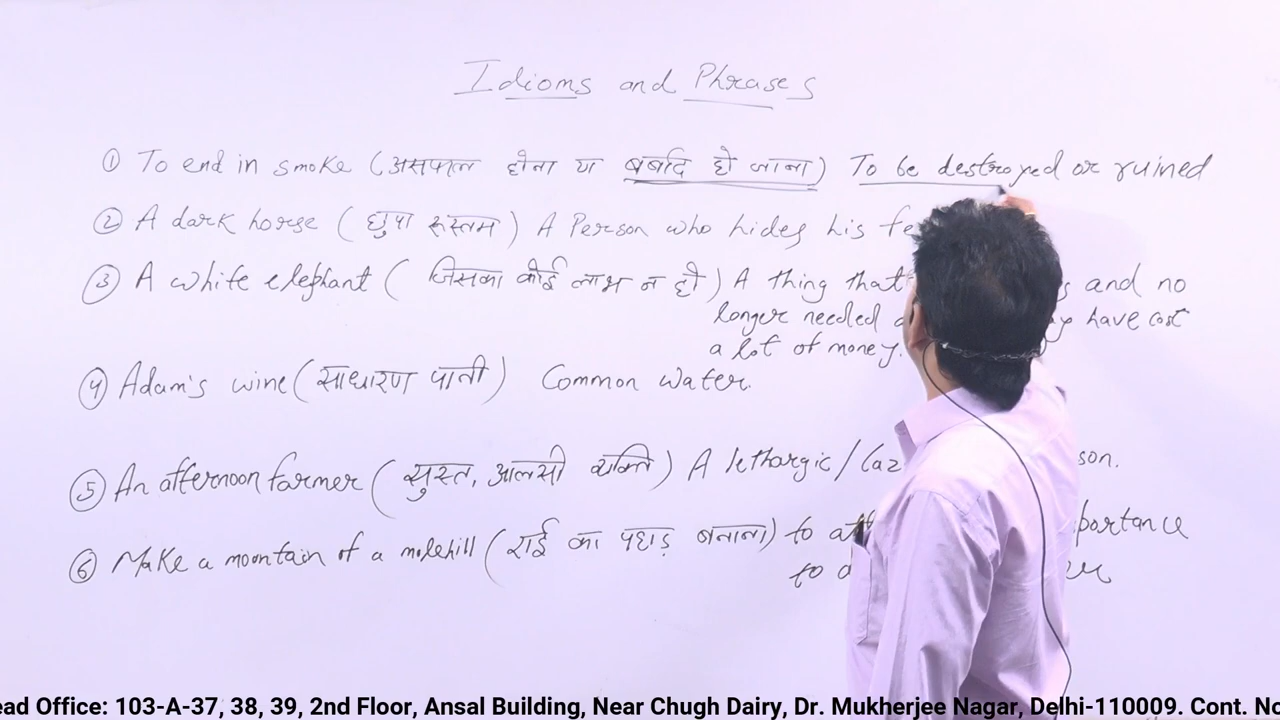 Idioms and Phrases
① To end in smoke (असफल होना या बर्बाद हो जाना) To be destroyed or ruined
② A dark horse (छुपा रूस्तम) A Person who hides his
③ A white elephant (जिसका कोई लाभ न हो) A thing that and no
longer needed have cost
a lot of money.
④ Adam's wine (साधारण पानी) Common water.
⑤ An afternoon farmer (सुस्त, आलसी व्यक्ति) A lethargic/
⑥ Make a mountain of a molehill (राई का पहाड़ बनाना) to
to
ead Office: 103-A-37, 38, 39, 2nd Floor, Ansal Building, Near Chugh Dairy, Dr. Mukherjee Nagar, Delhi-110009. Cont. No